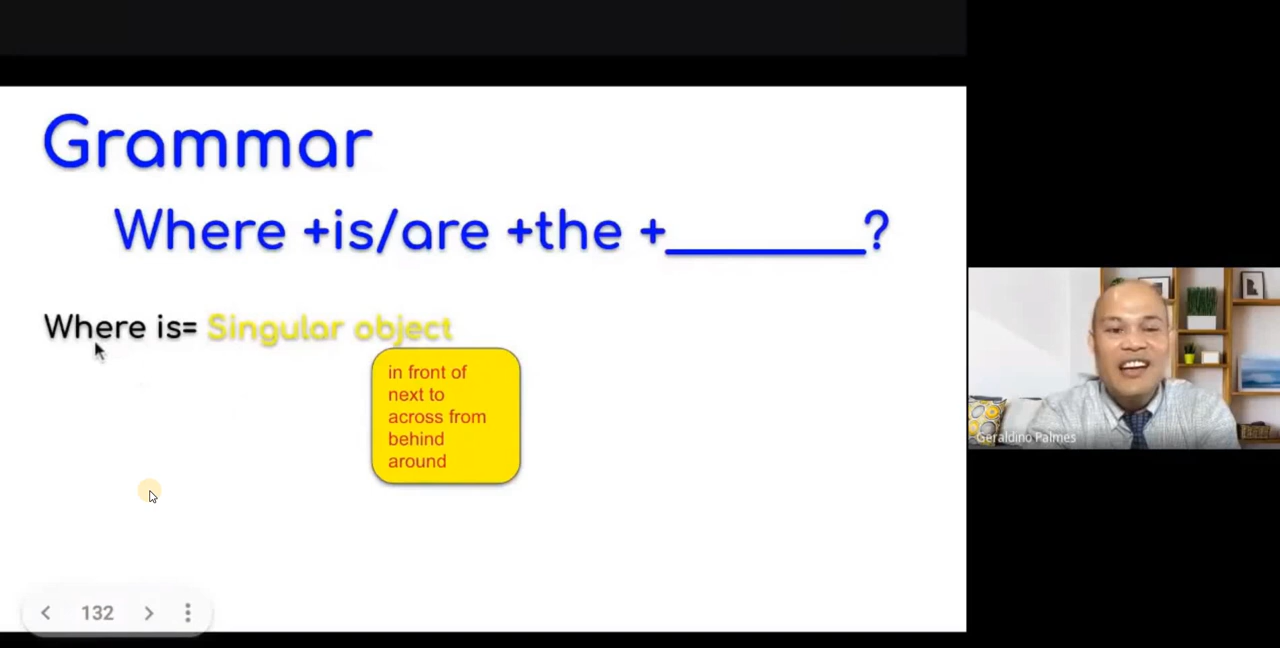 Grammar
Where +is/are +the +________?
Where is= Singular object
in front of
next to
across from
behind
around
Geraldino Palmes
132